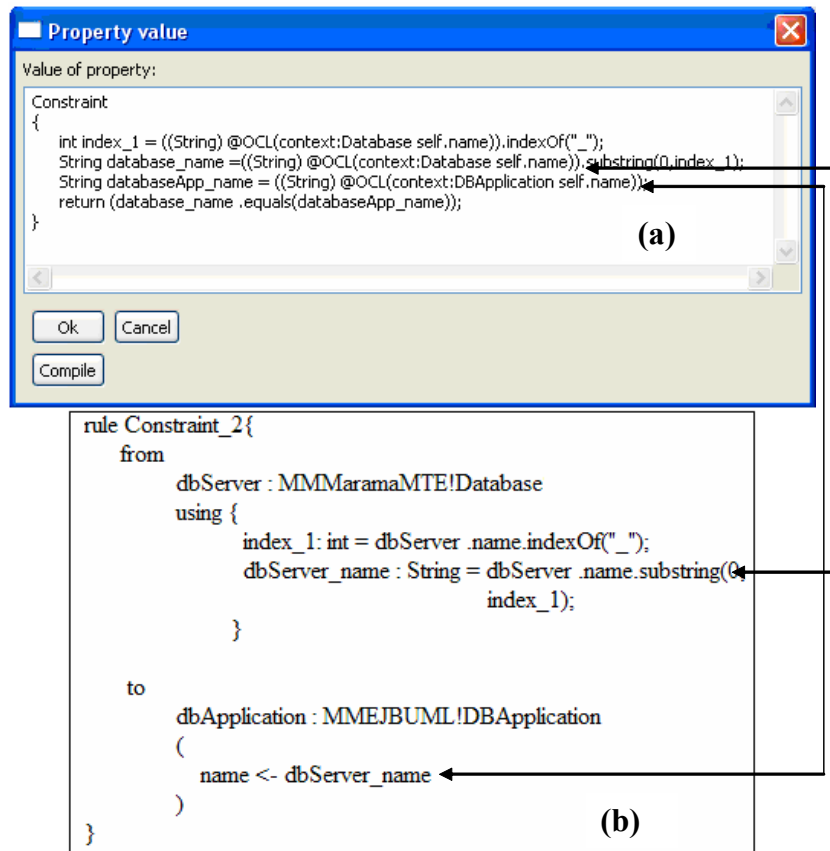 Property value
Value of property:
Constraint
{
int index_1 = ((String) @OCL(context:Database self.name)).indexOf("_");
String database_name =((String) @OCL(context:Database self.name)).substring(0,index_1);
String databaseApp_name = ((String) @OCL(context:DBApplication self.name));
return (database_name .equals(databaseApp_name));
}
(a)
Ok
Cancel
Compile
rule Constraint_2{
from
dbServer : MMMaramaMTE!Database
using {
index_1: int = dbServer .name.indexOf("_");
dbServer_name : String = dbServer .name.substring(0,
index_1);
}
to
dbApplication : MMEJBUML!DBApplication
(
name <- dbServer_name
)
(b)
}